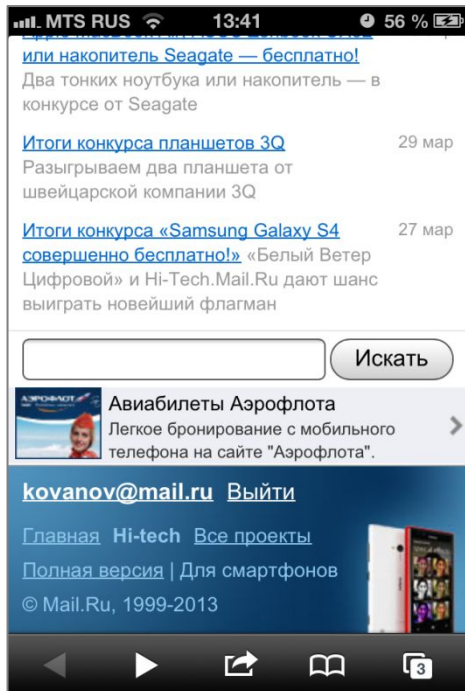 MTS RUS 13:41 56 %
или накопитель Seagate — бесплатно!
Два тонких ноутбука или накопитель — в
конкурсе от Seagate
Итоги конкурса планшетов 3Q 29 мар
Разыгрываем два планшета от
швейцарской компании 3Q
Итоги конкурса «Samsung Galaxy S4 27 мар
совершенно бесплатно!» «Белый Ветер
Цифровой» и Hi-Tech.Mail.Ru дают шанс
выиграть новейший флагман
Искать
АЭРОФЛОТ
Авиабилеты Аэрофлота
Легкое бронирование с мобильного
телефона на сайте "Аэрофлота".
kovanov@mail.ru Выйти
Главная Hi-tech Все проекты
Полная версия | Для смартфонов
© Mail.Ru, 1999-2013
3